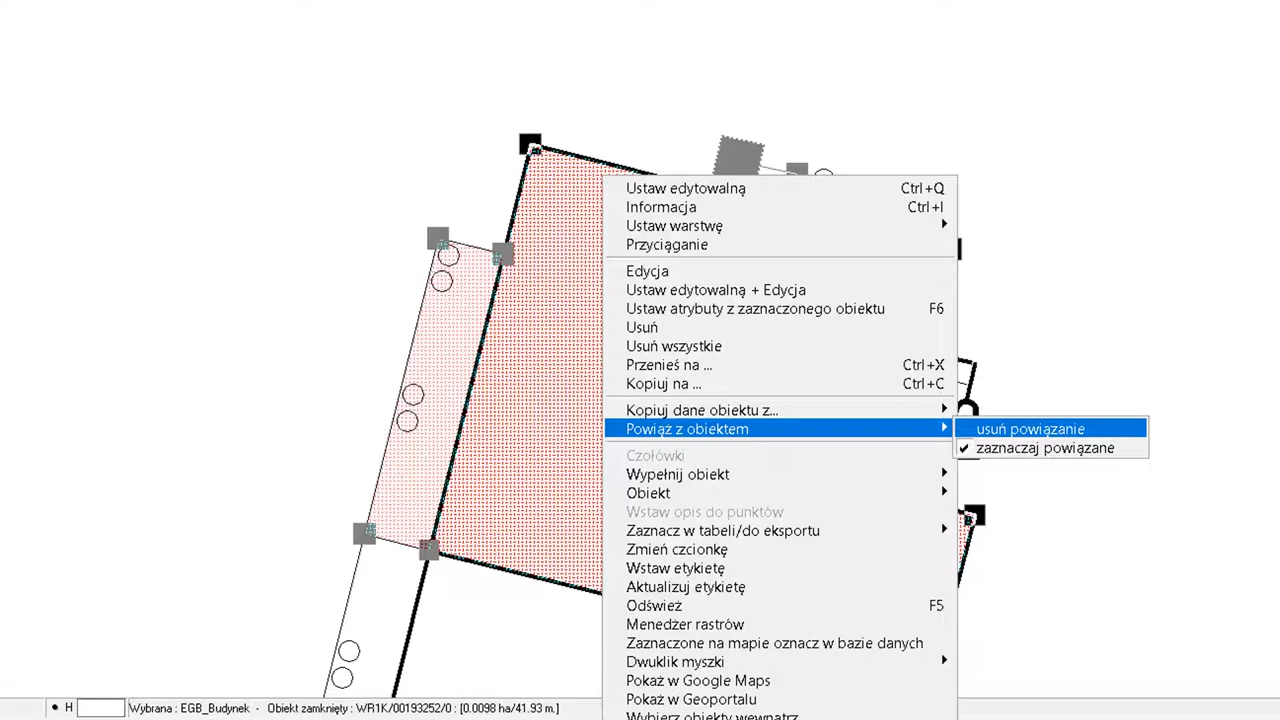 Ustaw edytowalną Ctrl+Q
Informacja Ctrl+I
Ustaw warstwę
Przyciąganie
Edycja
Ustaw edytowalną + Edycja
Ustaw atrybuty z zaznaczonego obiektu F6
Usuń
Usuń wszystkie
Przenieś na ... Ctrl+X
Kopiuj na ... Ctrl+C
Kopiuj dane obiektu z...
Powiąż z obiektem
usuń powiązanie
zaznaczaj powiązane
Czołówki
Wypełnij obiekt
Obiekt
Wstaw opis do punktów
Zaznacz w tabeli/do eksportu
Zmień czcionkę
Wstaw etykietę
Aktualizuj etykietę
Odśwież F5
Menedżer rastrów
Zaznaczone na mapie oznacz w bazie danych
Dwuklik myszki
Pokaż w Google Maps
Pokaż w Geoportalu
Wybierz obiekty wewnątrz
H Wybrana : EGB_Budynek - Obiekt zamknięty : WR1K/00193252/0 : [0.0098 ha/41.93 m.]